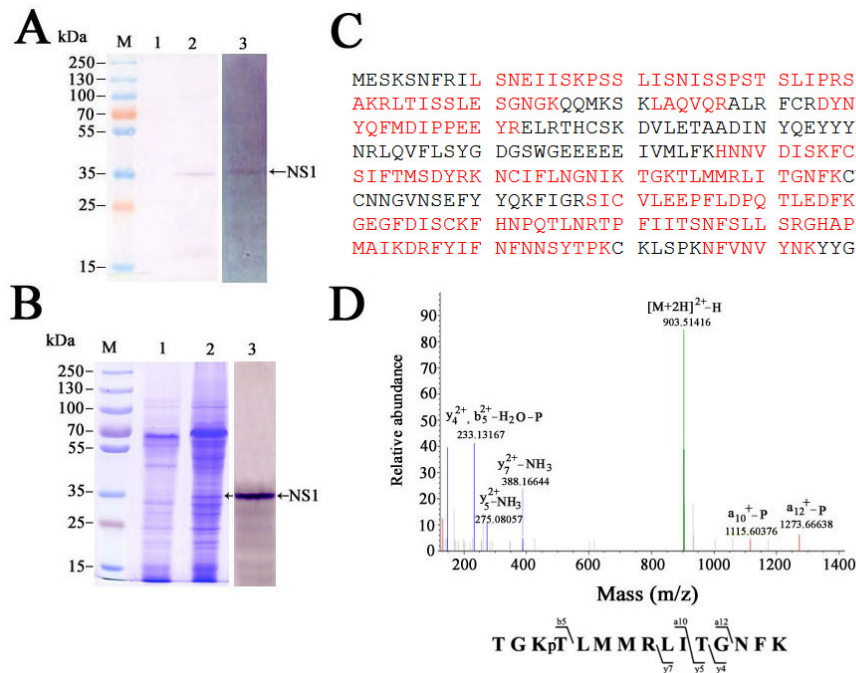 A
kDa
M 1 2 3
250
130
100
70
55
35
25
15
←NS1
B
kDa
M 1 2 3
250
130
100
70
55
35
25
15
←NS1
C
MESKSNFRIL SNEIISKPSS LISNISSPST SLIPRS
AKRLTISSLES GNGKQQMKSK LAQVQRALRF CRDYN
YQFMDIPPEE YRELRTHCSK DVLETAADIN YQEYYY
NRLQVFLSYG DGSWGEEEEE IVMLFKHNNV DISKFC
SIFTMSDYRK NCIFLNGNIK TGKTLMMRLI TGNFKC
CNNGVNSEFY YQKFIGRSIC VLEEPFLDPQ TLEDFK
GEGFDISCKF HNPQTLNRTP FIITSNFSLL SRGHAP
MAIKDRFYIF NFNNSYTPKC KLSPKNFVNV YNKYYG
D
Relative abundance
90
80
70
60
50
40
30
20
10
0
[M+2H]²⁺-H
903.51416
y₄²⁺, b₅²⁺-H₂O-P
233.13167
y₇²⁺-NH₃
388.16644
y₅²⁺-NH₃
275.08057
a₁₀⁺-P
1115.60376
a₁₂⁺-P
1273.66638
200 400 600 800 1000 1200 1400
Mass (m/z)
b5 a10 a12
T G K pT L M M R L I T G N F K
y7 y5 y4